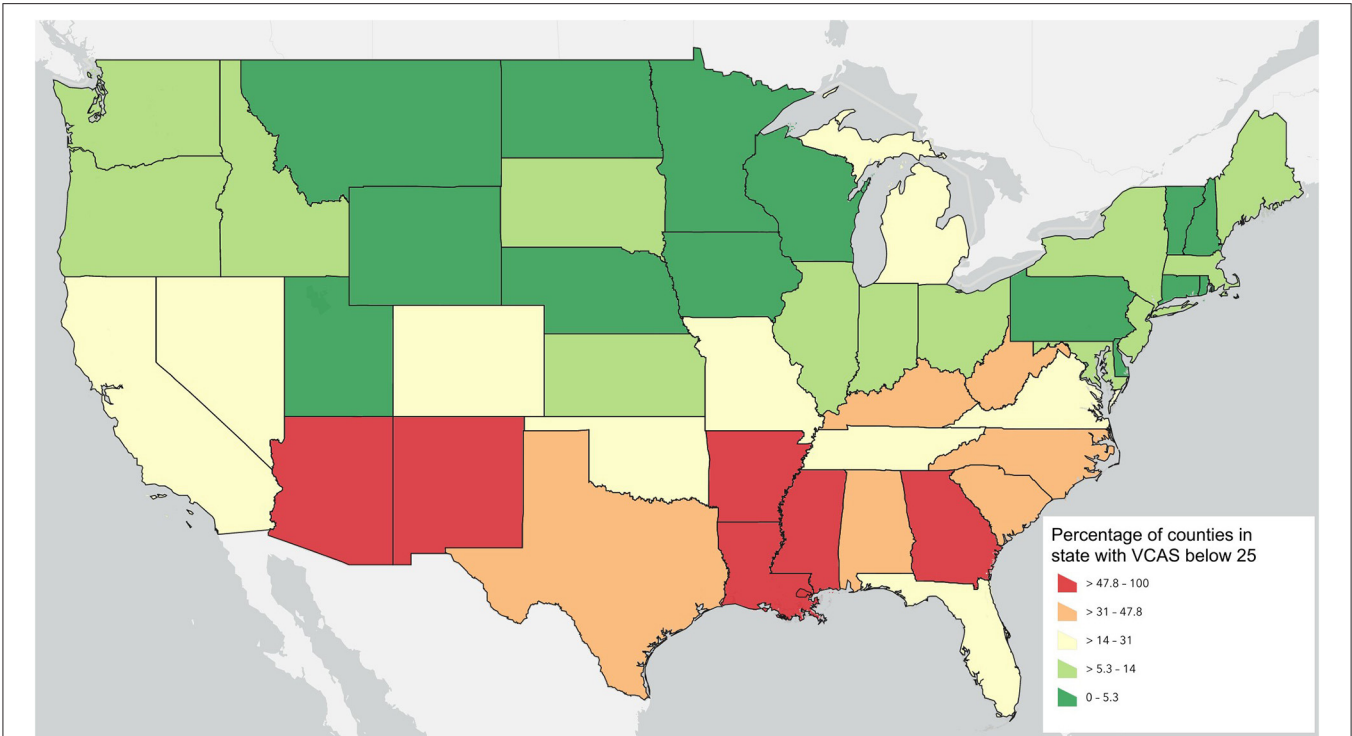 Percentage of counties in
state with VCAS below 25
> 47.8 - 100
> 31 - 47.8
> 14 - 31
> 5.3 - 14
0 - 5.3